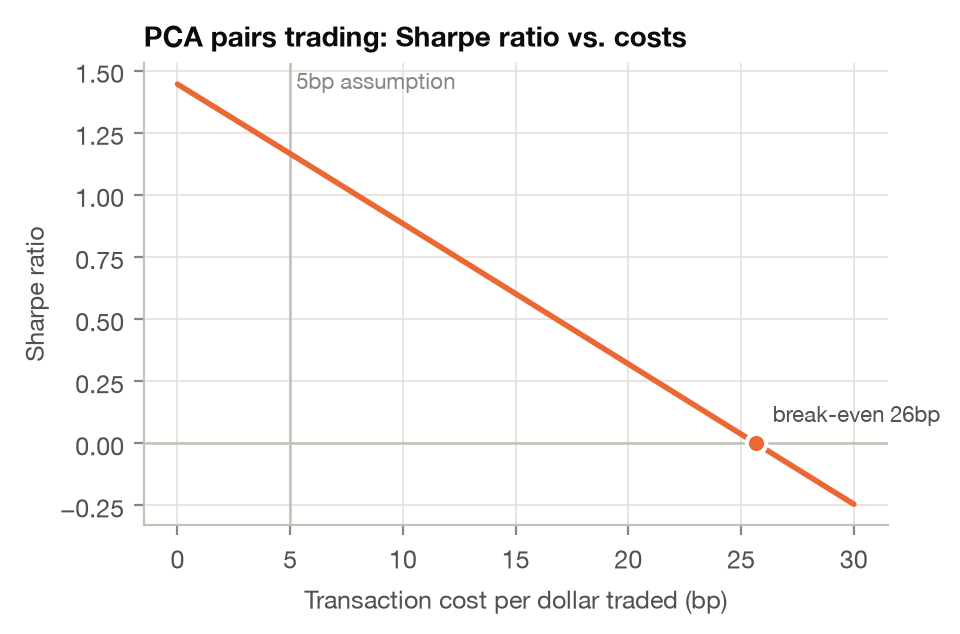 PCA pairs trading: Sharpe ratio vs. costs
5bp assumption
1.50
1.25
1.00
0.75
0.50
0.25
0.00
−0.25
Sharpe ratio
break-even 26bp
0 5 10 15 20 25 30
Transaction cost per dollar traded (bp)